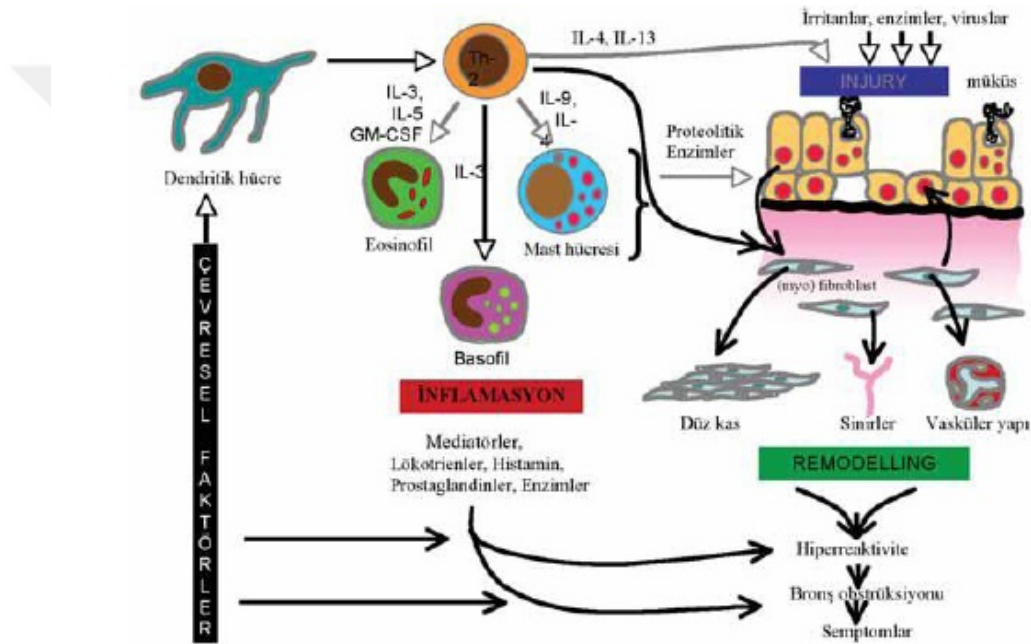 İrritanlar, enzimler, viruslar
IL-4, IL-13
Th-
2
INJURY
müküs
IL-3,
IL-5
GM-CSF
IL-9,
IL-
4
Proteolitik
Enzimler
Dendritik hücre
IL-3
Eosinofil
Mast hücresi
(myo) fibroblast
Basofil
ÇEVRESEL FAKTÖRLER
İNFLAMASYON
Düz kas
Sinirler
Vasküler yapı
Mediatörler,
Lökotrienler, Histamin,
Prostaglandinler, Enzimler
REMODELLING
Hiperreaktivite
Bronş obstrüksiyonu
Semptomlar